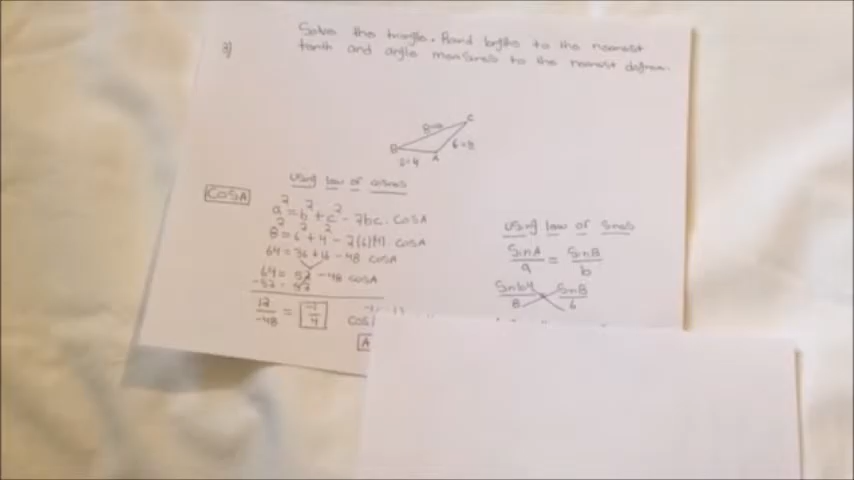 Solve the triangle. Round lengths to the nearest
tenth and angle measures to the nearest degree.
B C A
Using law of cosines
COSA
a² = b² + c² - 2bc · COSA
8² = 6² + 4² - 2(6)(4) · COSA
64 = 36 + 16 - 48 COSA
64 = 52 - 48 COSA
-52 - 52
12/-48 = -1/4
COS
A
Using law of sines
SinA/a = SinB/b
Sin104/8 SinB/6